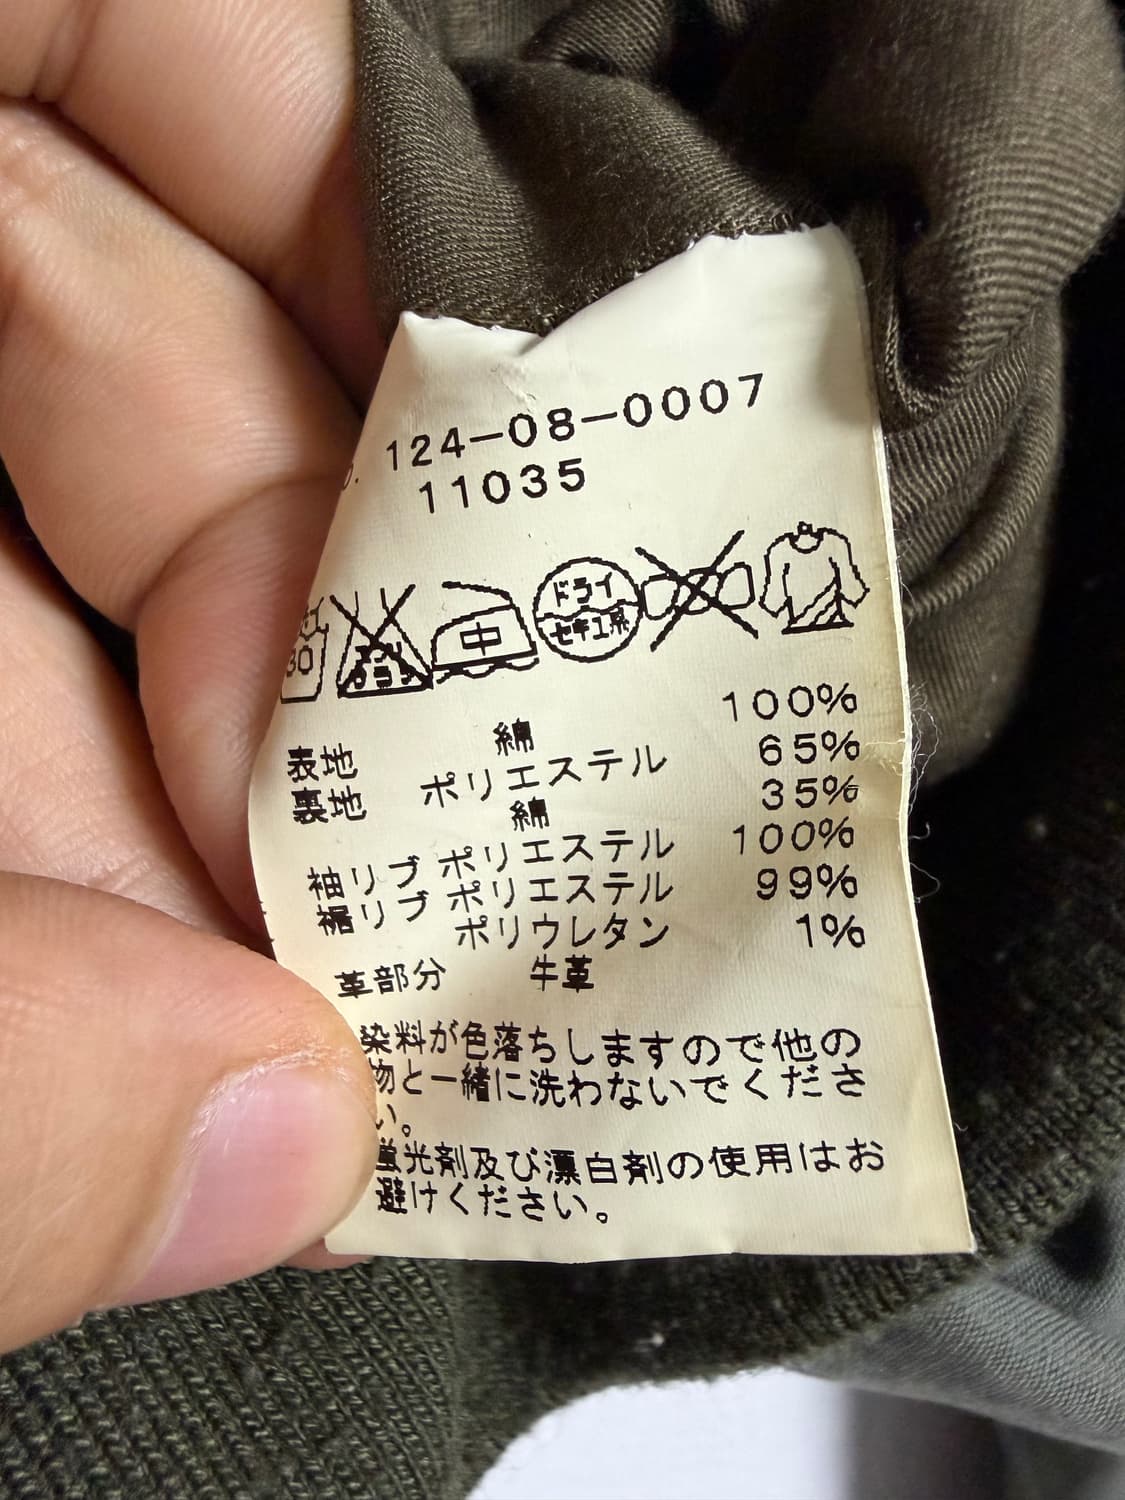 124-08-0007
11035
30 中 ドライ
セキユ系
表地 綿 100%
裏地 ポリエステル 65%
綿 35%
袖リブ ポリエステル 100%
裾リブ ポリエステル 99%
ポリウレタン 1%
革部分 牛革
染料が色落ちしますので他の
物と一緒に洗わないでくださ
い。
蛍光剤及び漂白剤の使用はお
避けください。